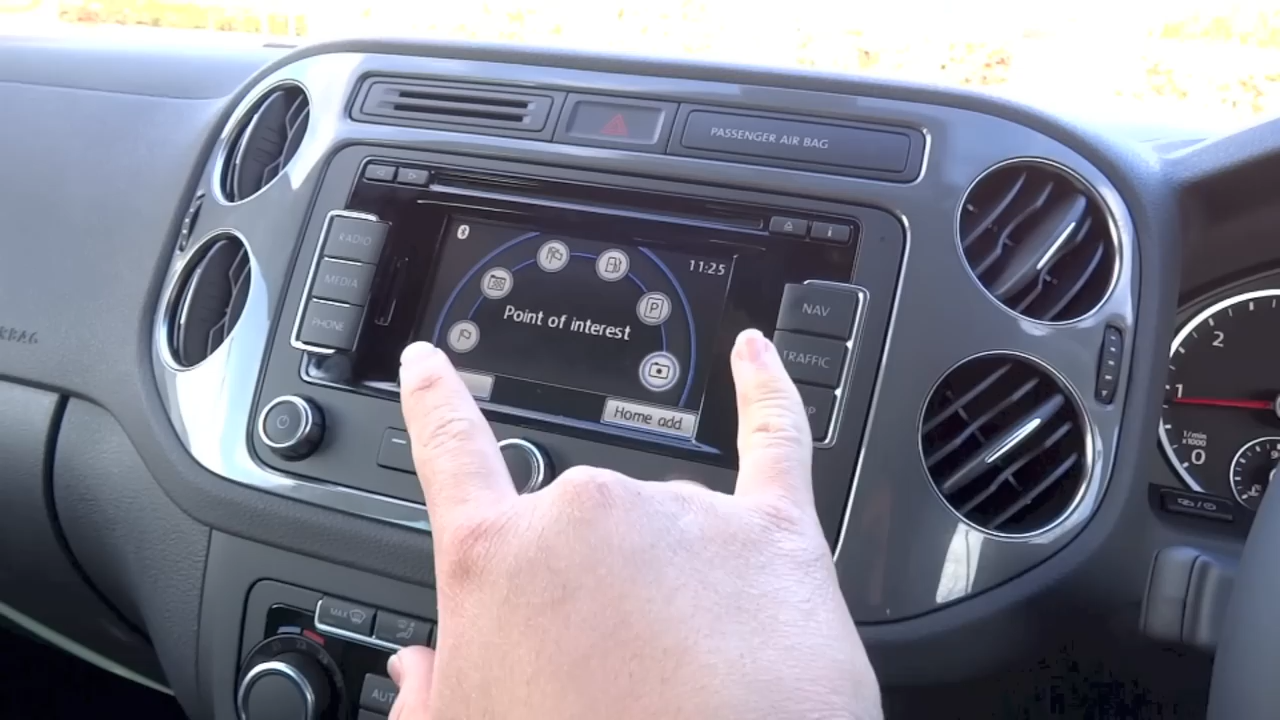 PASSENGER AIR BAG
RADIO
MEDIA
PHONE
11:25
Point of interest
P
Home add.
NAV
TRAFFIC
i
2
1
1/min
x1000
0
MAX